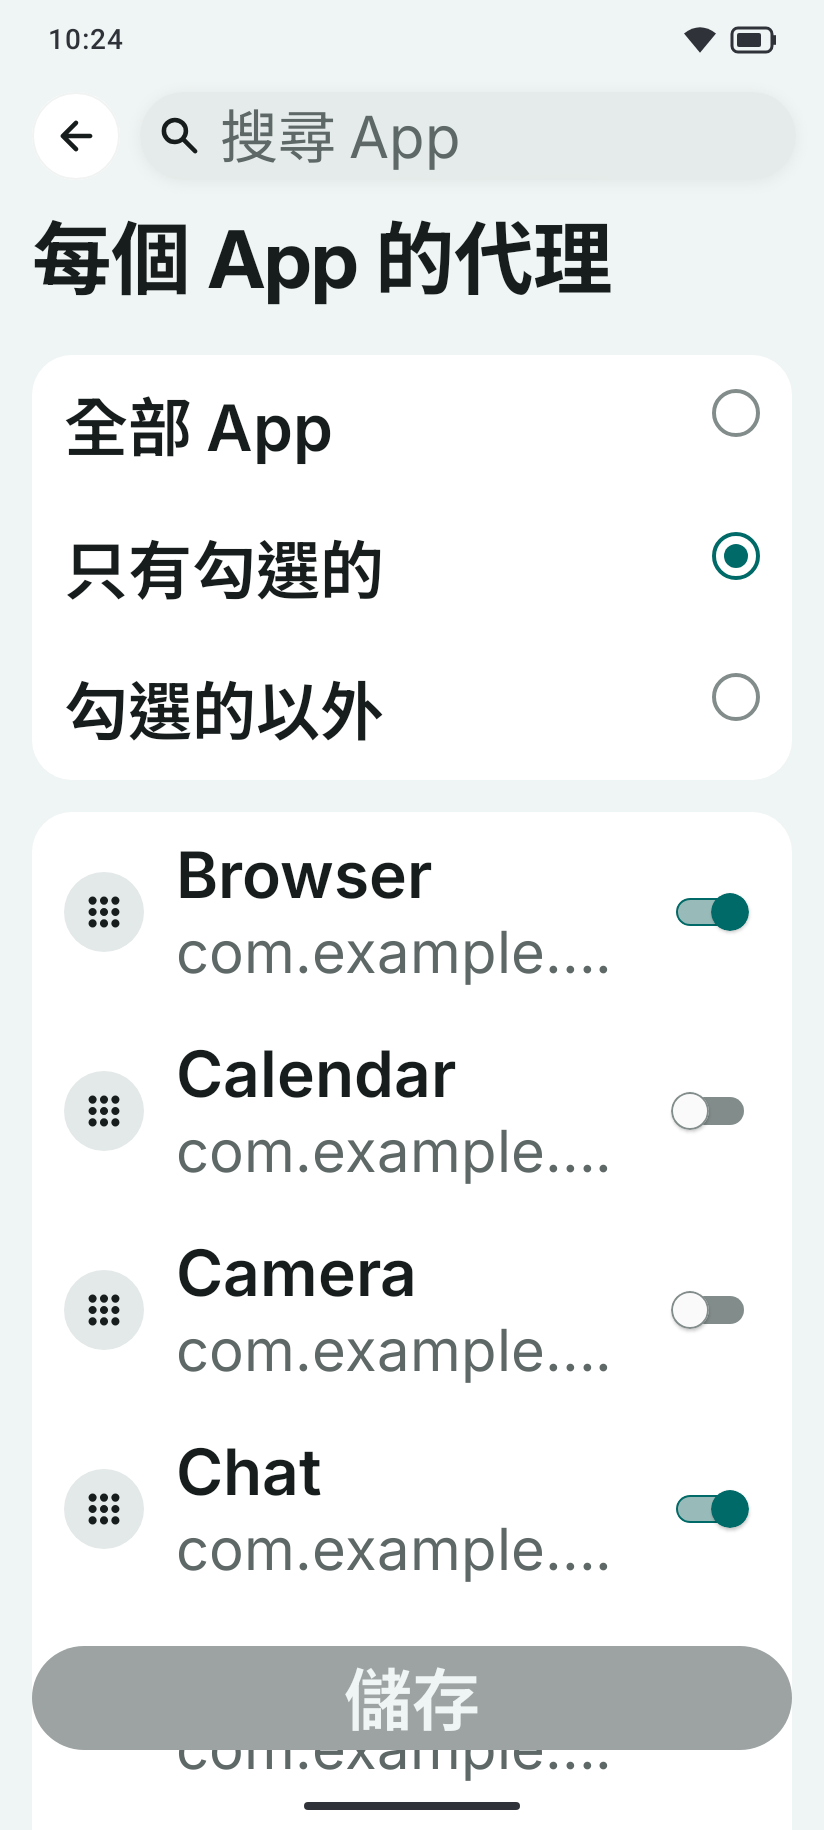 10:24
搜尋 App
每個 App 的代理
全部 App
只有勾選的
勾選的以外
Browser
com.example....
Calendar
com.example....
Camera
com.example....
Chat
com.example....
儲存
com.example....